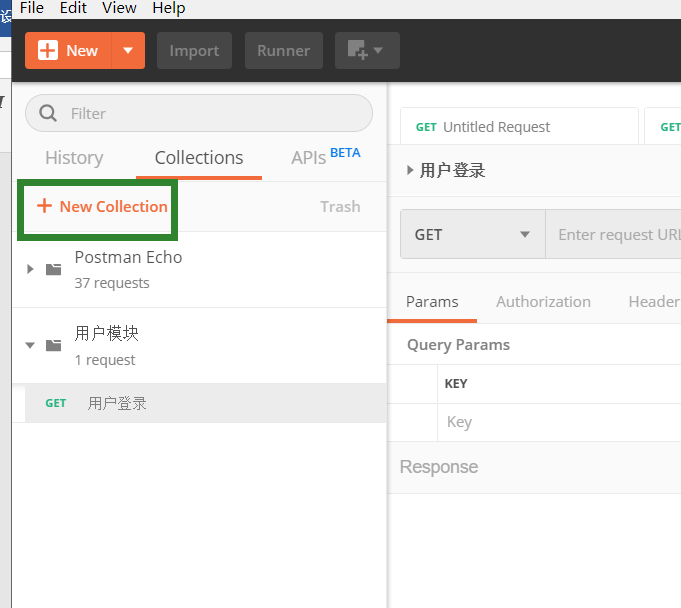 File Edit View Help
设
New Import Runner
Filter
History Collections APIs BETA
+ New Collection Trash
Postman Echo
37 requests
用户模块
1 request
GET 用户登录
GET Untitled Request GET
用户登录
GET Enter request URL
Params Authorization Header
Query Params
KEY
Key
Response